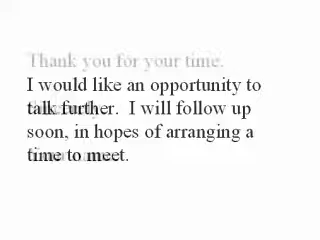 Thank you for your time.
I would like an opportunity to
talk further.  I will follow up
soon, in hopes of arranging a
time to meet.